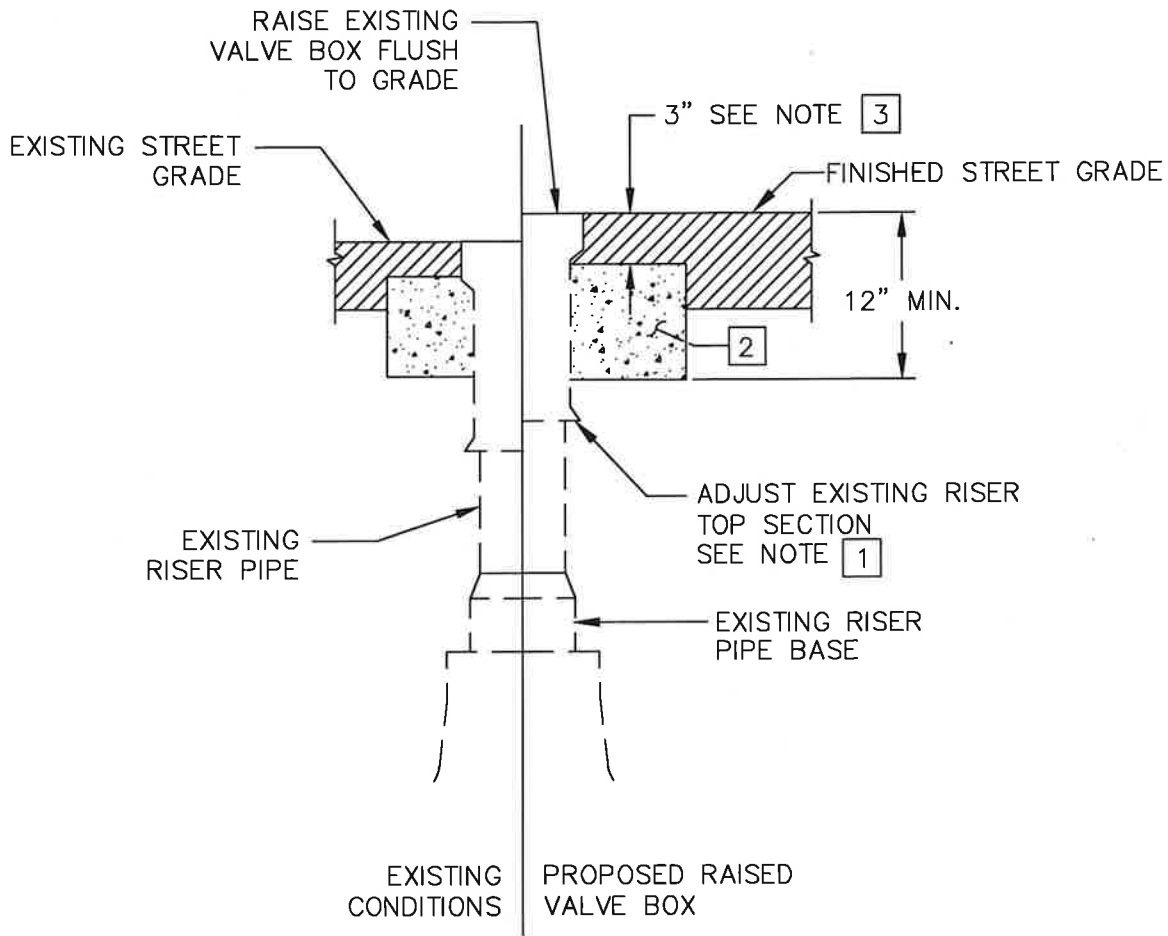 RAISE EXISTING
VALVE BOX FLUSH
TO GRADE
3” SEE NOTE 3
EXISTING STREET
GRADE
FINISHED STREET GRADE
12” MIN.
2
ADJUST EXISTING RISER
TOP SECTION
SEE NOTE 1
EXISTING
RISER PIPE
EXISTING RISER
PIPE BASE
EXISTING
CONDITIONS
PROPOSED RAISED
VALVE BOX